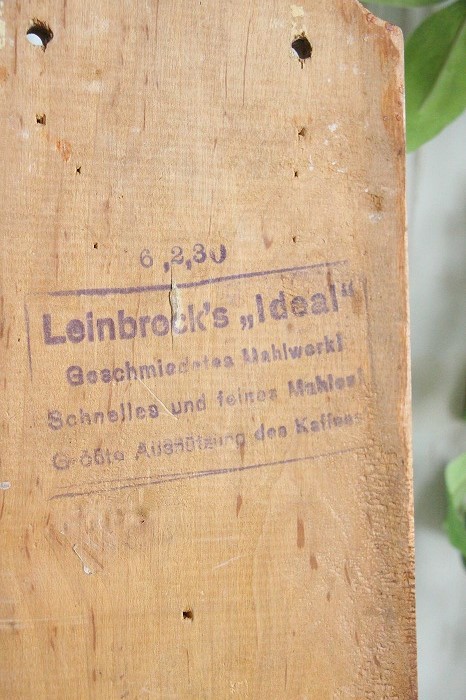 6,2,30
Leinbrock's „Ideal“
Geschmiedetes Mahlwerk!
Schnelles und feines Mahlen!
Größte Ausnützung des Kaffees